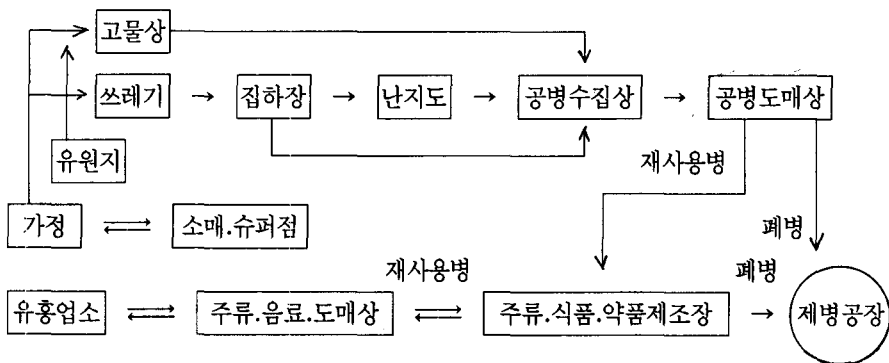 고물상
쓰레기 → 집하장 → 난지도 → 공병수집상 → 공병도매상
유원지
재사용병
가정 ⇌ 소매.슈퍼점
폐병
재사용병
폐병
유흥업소 ⇌ 주류.음료.도매상 ⇌ 주류.식품.약품제조장 → 제병공장